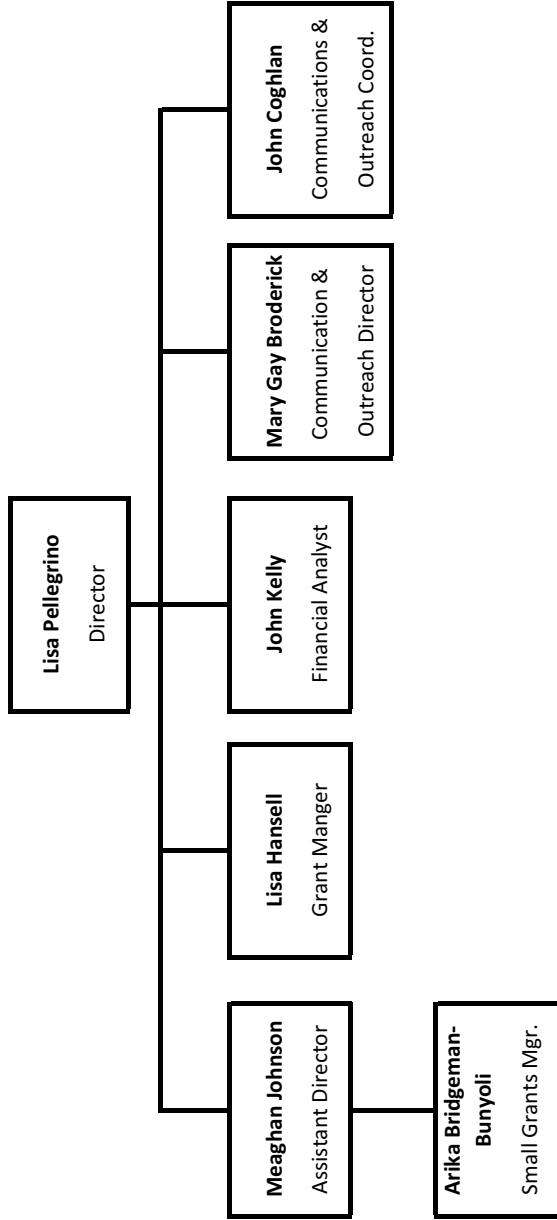 Lisa Pellegrino
Director
Meaghan Johnson
Assistant Director
Lisa Hansell
Grant Manger
John Kelly
Financial Analyst
Mary Gay Broderick
Communication &
Outreach Director
John Coghlan
Communications &
Outreach Coord.
Arika Bridgeman-
Bunyoli
Small Grants Mgr.